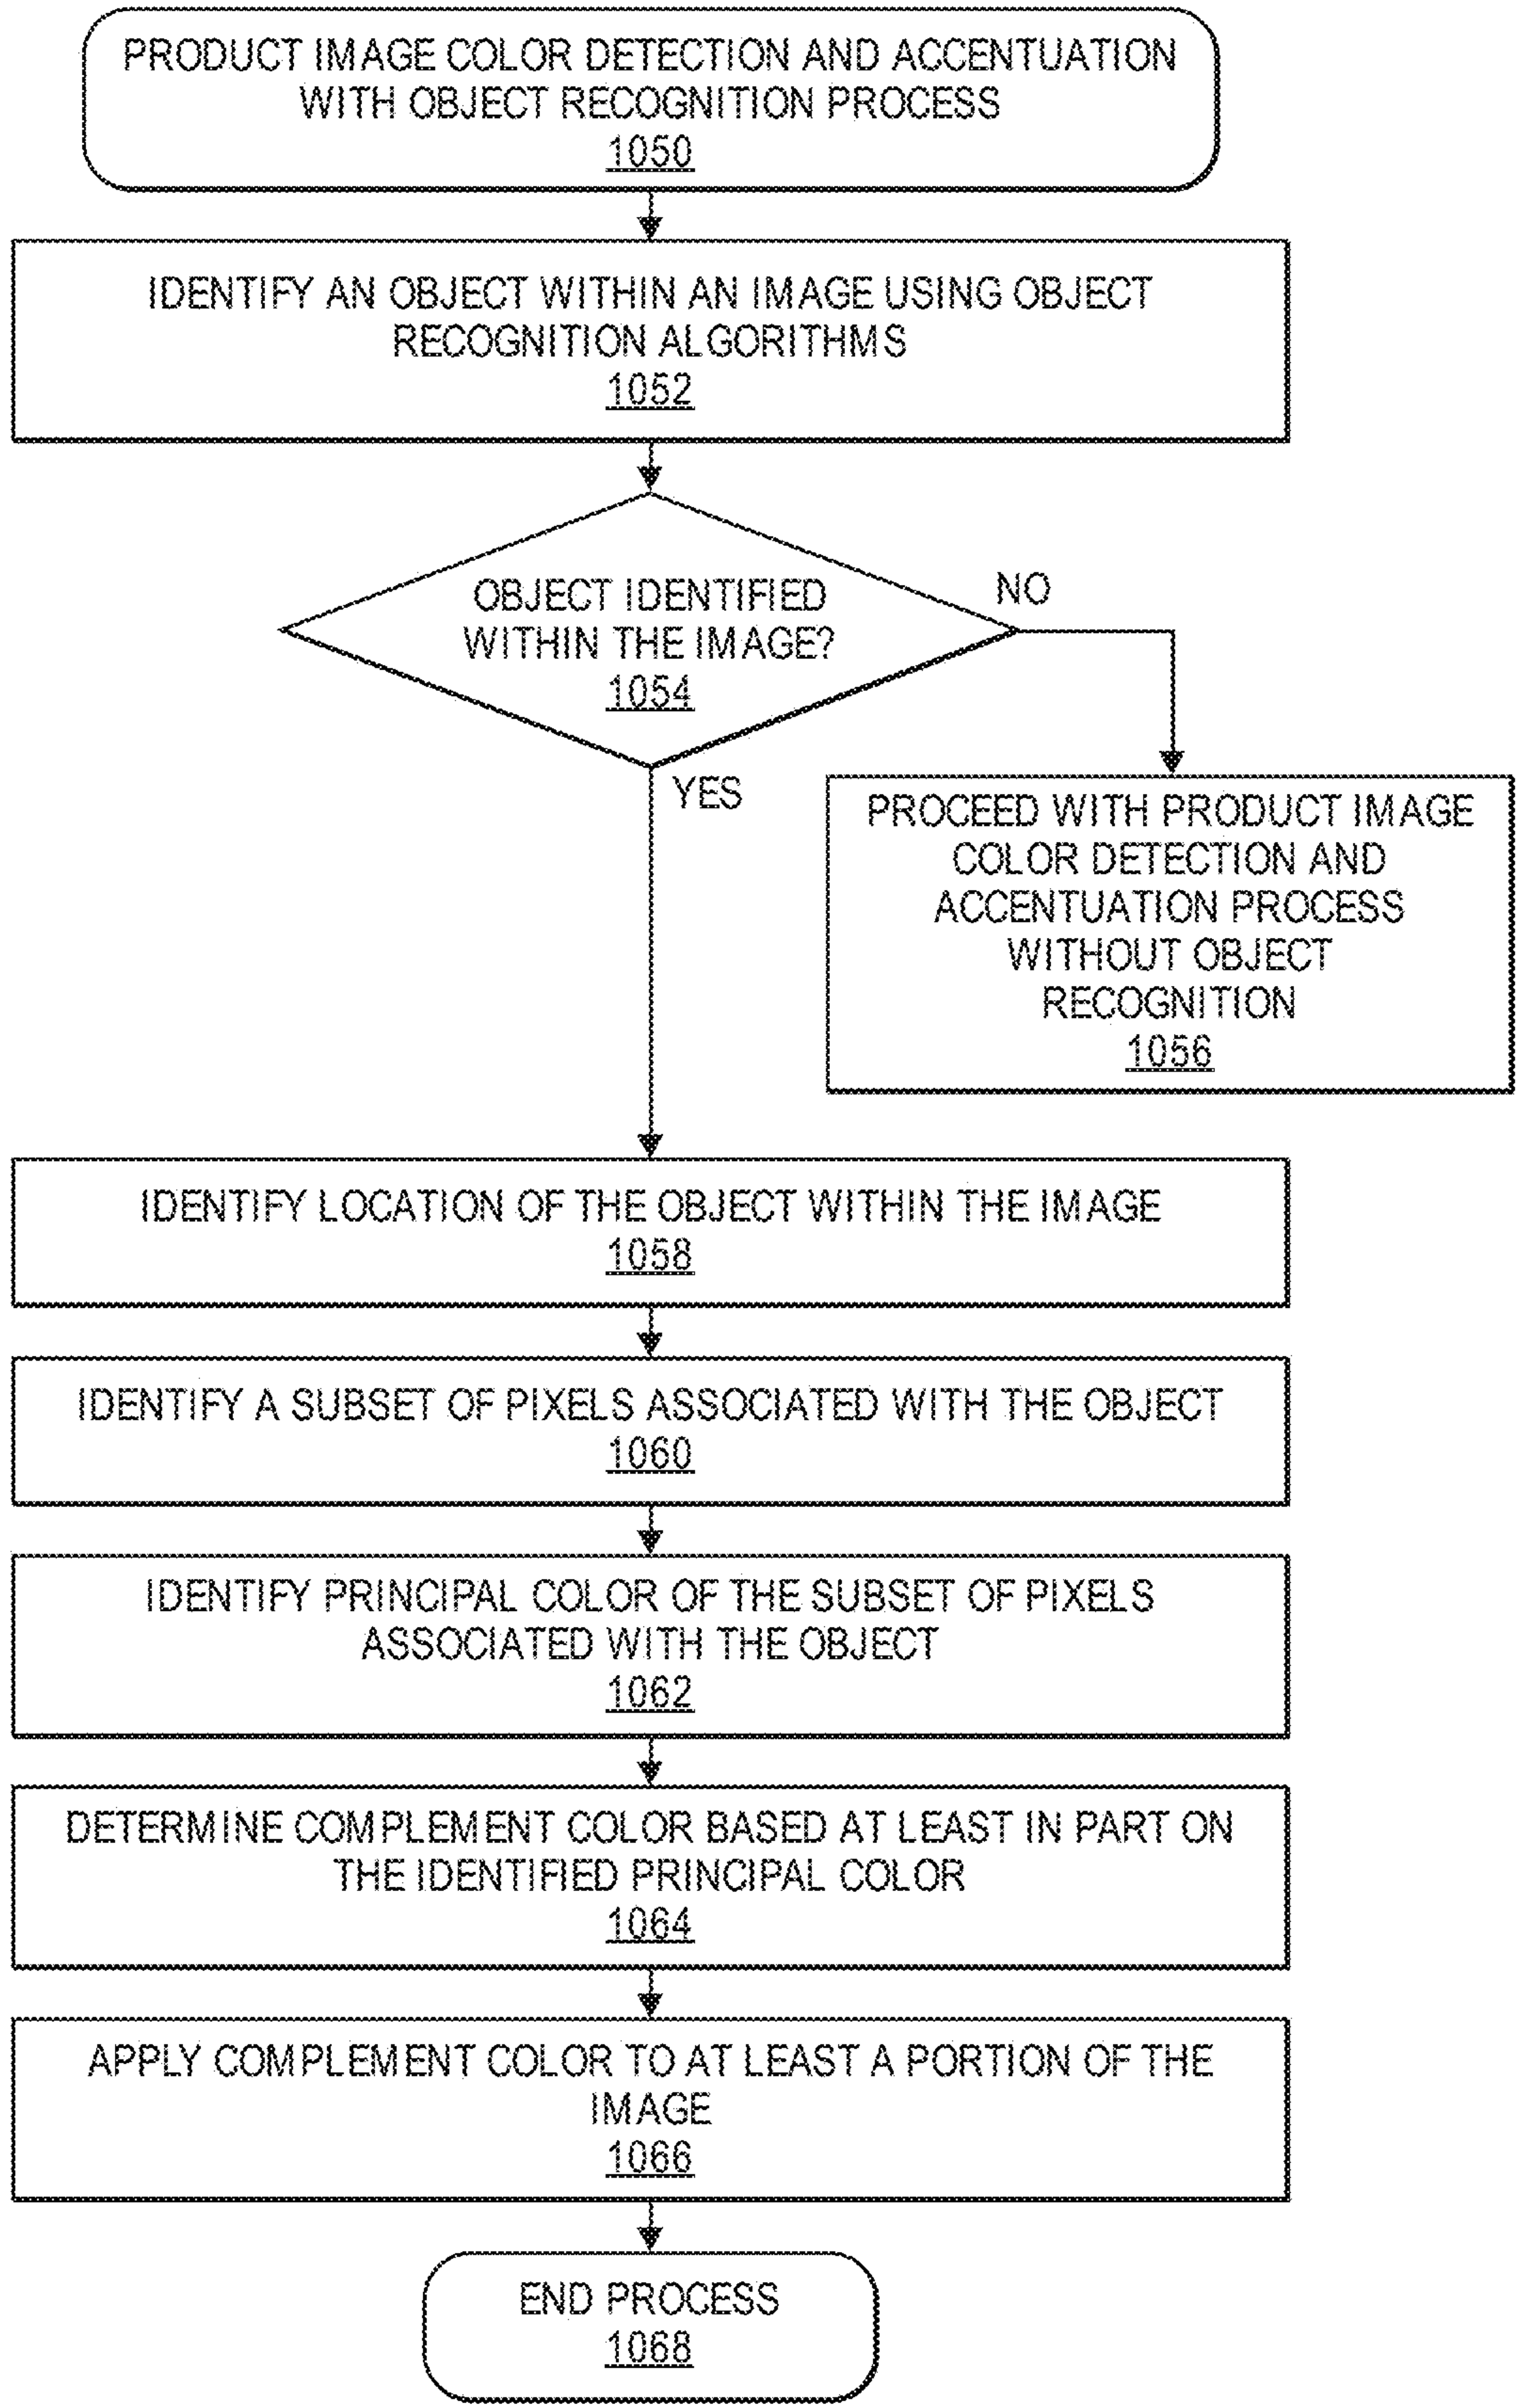 PRODUCT IMAGE COLOR DETECTION AND ACCENTUATION
WITH OBJECT RECOGNITION PROCESS
1050
IDENTIFY AN OBJECT WITHIN AN IMAGE USING OBJECT
RECOGNITION ALGORITHMS
1052
OBJECT IDENTIFIED
WITHIN THE IMAGE?
1054
NO
YES
PROCEED WITH PRODUCT IMAGE
COLOR DETECTION AND
ACCENTUATION PROCESS
WITHOUT OBJECT
RECOGNITION
1056
IDENTIFY LOCATION OF THE OBJECT WITHIN THE IMAGE
1058
IDENTIFY A SUBSET OF PIXELS ASSOCIATED WITH THE OBJECT
1060
IDENTIFY PRINCIPAL COLOR OF THE SUBSET OF PIXELS
ASSOCIATED WITH THE OBJECT
1062
DETERMINE COMPLEMENT COLOR BASED AT LEAST IN PART ON
THE IDENTIFIED PRINCIPAL COLOR
1064
APPLY COMPLEMENT COLOR TO AT LEAST A PORTION OF THE
IMAGE
1066
END PROCESS
1068